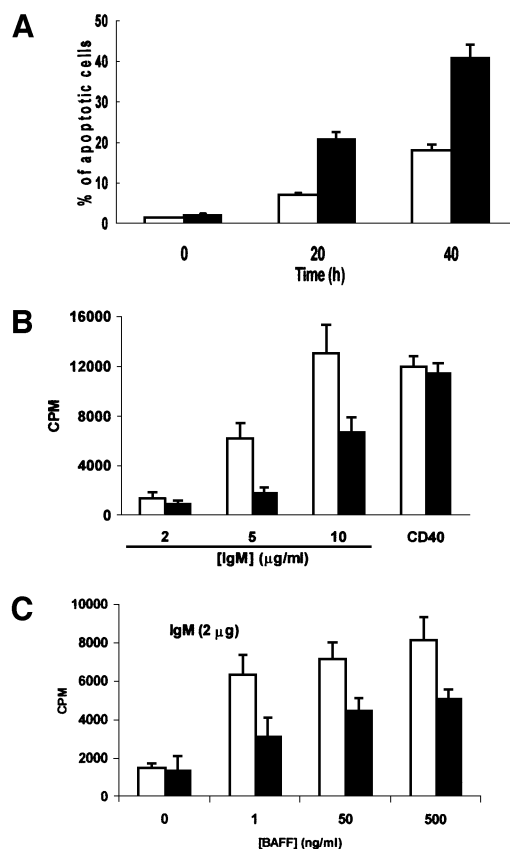 A
% of apoptotic cells
50
40
30
20
10
0
0 20 40
Time (h)
B
CPM
16000
12000
8000
4000
0
2 5 10 CD40
[IgM] (µg/ml)
C
IgM (2 µg)
CPM
10000
8000
6000
4000
2000
0
0 1 50 500
[BAFF] (ng/ml)